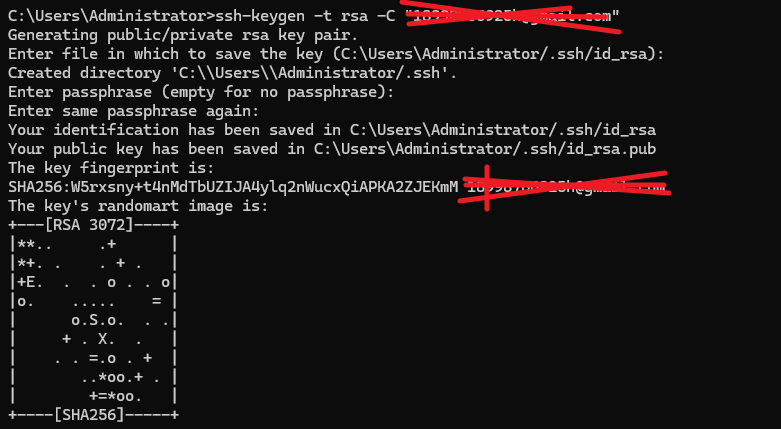 C:\Users\Administrator>ssh-keygen -t rsa -C
Generating public/private rsa key pair.
Enter file in which to save the key (C:\Users\Administrator/.ssh/id_rsa):
Created directory 'C:\\Users\\Administrator/.ssh'.
Enter passphrase (empty for no passphrase):
Enter same passphrase again:
Your identification has been saved in C:\Users\Administrator/.ssh/id_rsa
Your public key has been saved in C:\Users\Administrator/.ssh/id_rsa.pub
The key fingerprint is:
SHA256:W5rxsny+t4nMdTbUZIJA4ylq2nWucxQiAPKA2ZJEKmM
The key's randomart image is:
+---[RSA 3072]----+
|**..     .+      |
|*+. .    . + .   |
|+E.  .  . o . . o|
|o.    .....    = |
|      o.S.o.  . .|
|     + . X.  .   |
|    . . =.o . +  |
|       ..*oo.+ . |
|        +=*oo.   |
+----[SHA256]-----+